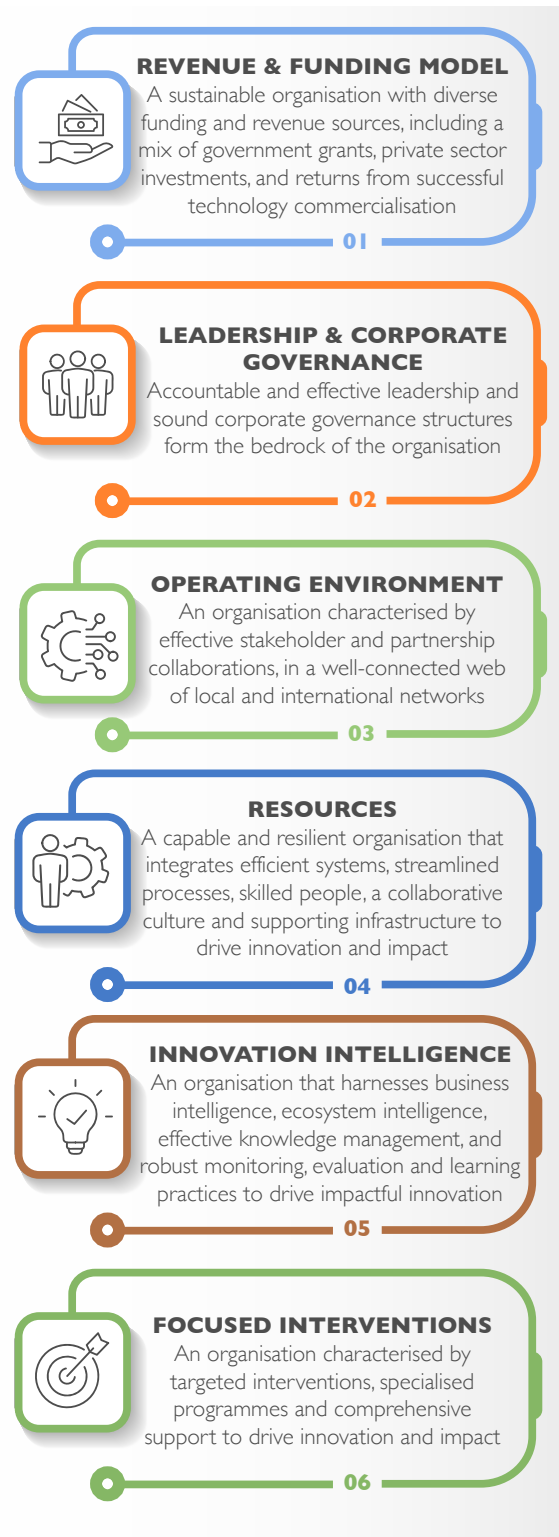 REVENUE & FUNDING MODEL
A sustainable organisation with diverse
funding and revenue sources, including a
mix of government grants, private sector
investments, and returns from successful
technology commercialisation
01
LEADERSHIP & CORPORATE
GOVERNANCE
Accountable and effective leadership and
sound corporate governance structures
form the bedrock of the organisation
02
OPERATING ENVIRONMENT
An organisation characterised by
effective stakeholder and partnership
collaborations, in a well-connected web
of local and international networks
03
RESOURCES
A capable and resilient organisation that
integrates efficient systems, streamlined
processes, skilled people, a collaborative
culture and supporting infrastructure to
drive innovation and impact
04
INNOVATION INTELLIGENCE
An organisation that harnesses business
intelligence, ecosystem intelligence,
effective knowledge management, and
robust monitoring, evaluation and learning
practices to drive impactful innovation
05
FOCUSED INTERVENTIONS
An organisation characterised by
targeted interventions, specialised
programmes and comprehensive
support to drive innovation and impact
06